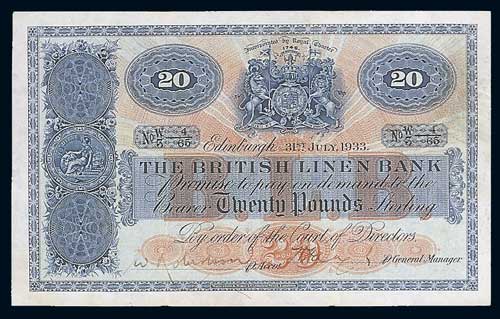 Incorporated by Royal Charter
1746
20 20
No W/5 4/65 No W/5 4/65
Edinburgh 31ST JULY, 1933.
THE BRITISH LINEN BANK
Promise to pay on demand to the
Bearer Twenty Pounds Sterling
By order of the Court of Directors.
20
P. General Manager